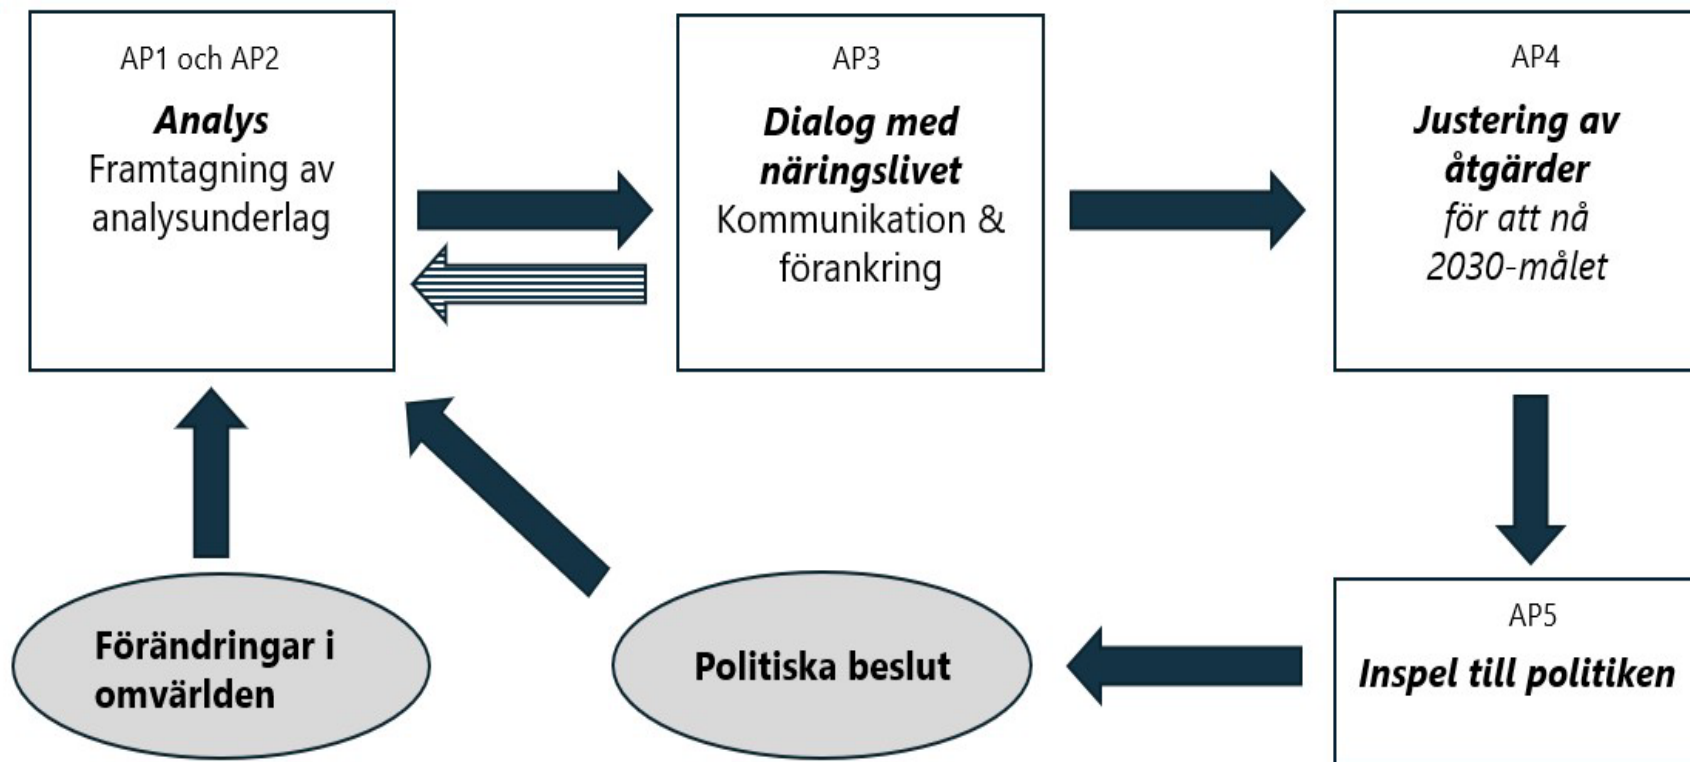 AP1 och AP2
Analys
Framtagning av
analysunderlag
AP3
Dialog med
näringslivet
Kommunikation &
förankring
AP4
Justering av
åtgärder
för att nå
2030-målet
Förändringar i
omvärlden
Politiska beslut
AP5
Inspel till politiken